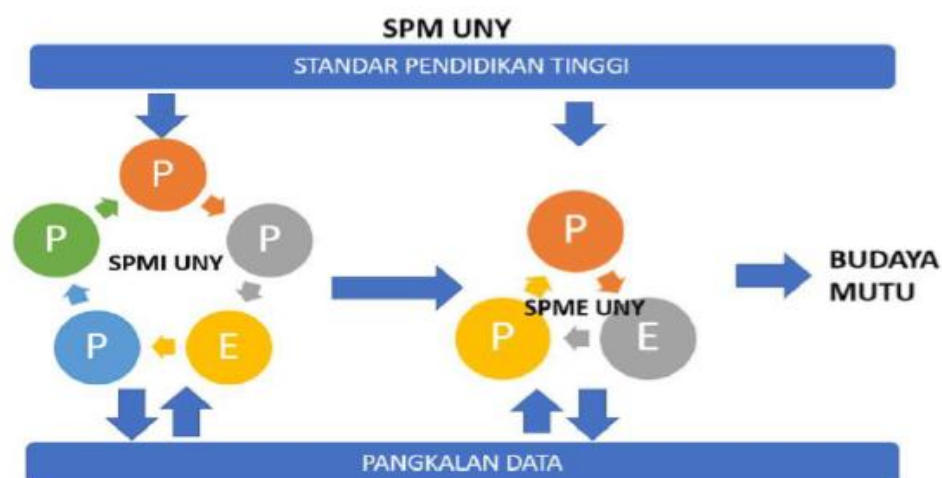 SPM UNY
STANDAR PENDIDIKAN TINGGI
P
P
P
SPMI UNY
P
E
P
SPME UNY
P
E
BUDAYA
MUTU
PANGKALAN DATA